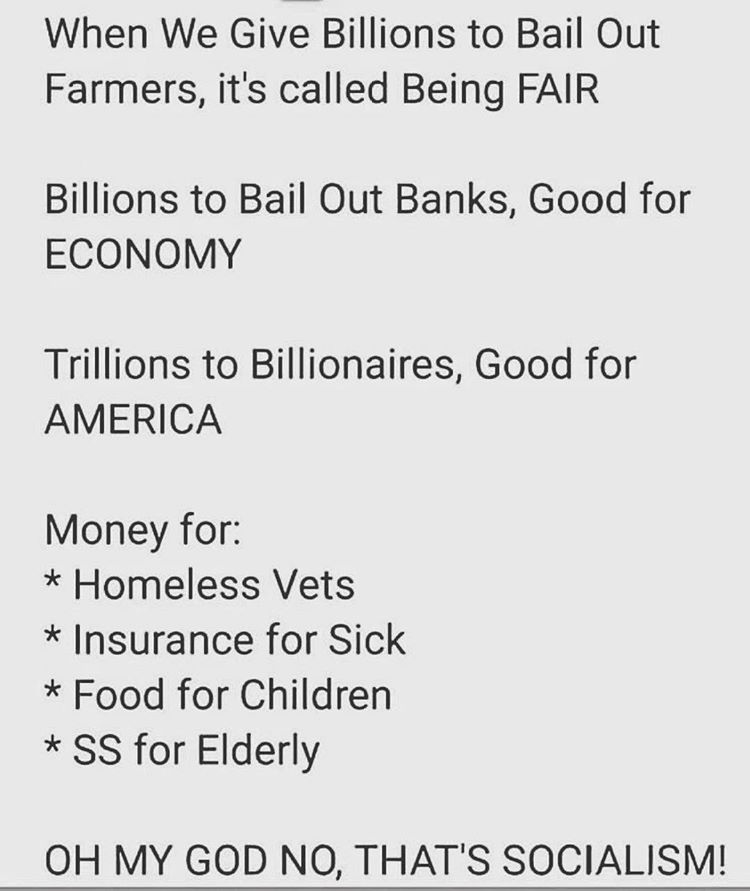 When We Give Billions to Bail Out
Farmers, it's called Being FAIR
Billions to Bail Out Banks, Good for
ECONOMY
Trillions to Billionaires, Good for
AMERICA
Money for:
* Homeless Vets
* Insurance for Sick
* Food for Children
* SS for Elderly
OH MY GOD NO, THAT'S SOCIALISM!